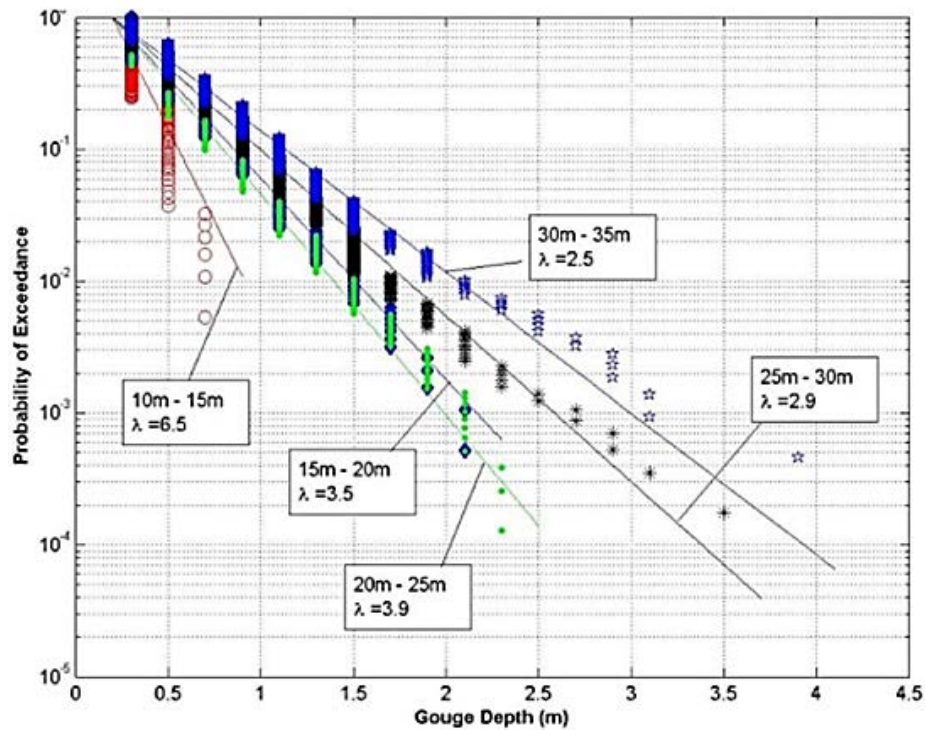 10⁰
10⁻¹
10⁻²
10⁻³
10⁻⁴
10⁻⁵
Probability of Exceedance
30m - 35m
λ =2.5
25m - 30m
λ =2.9
10m - 15m
λ =6.5
15m - 20m
λ =3.5
20m - 25m
λ =3.9
0 0.5 1 1.5 2 2.5 3 3.5 4 4.5
Gouge Depth (m)